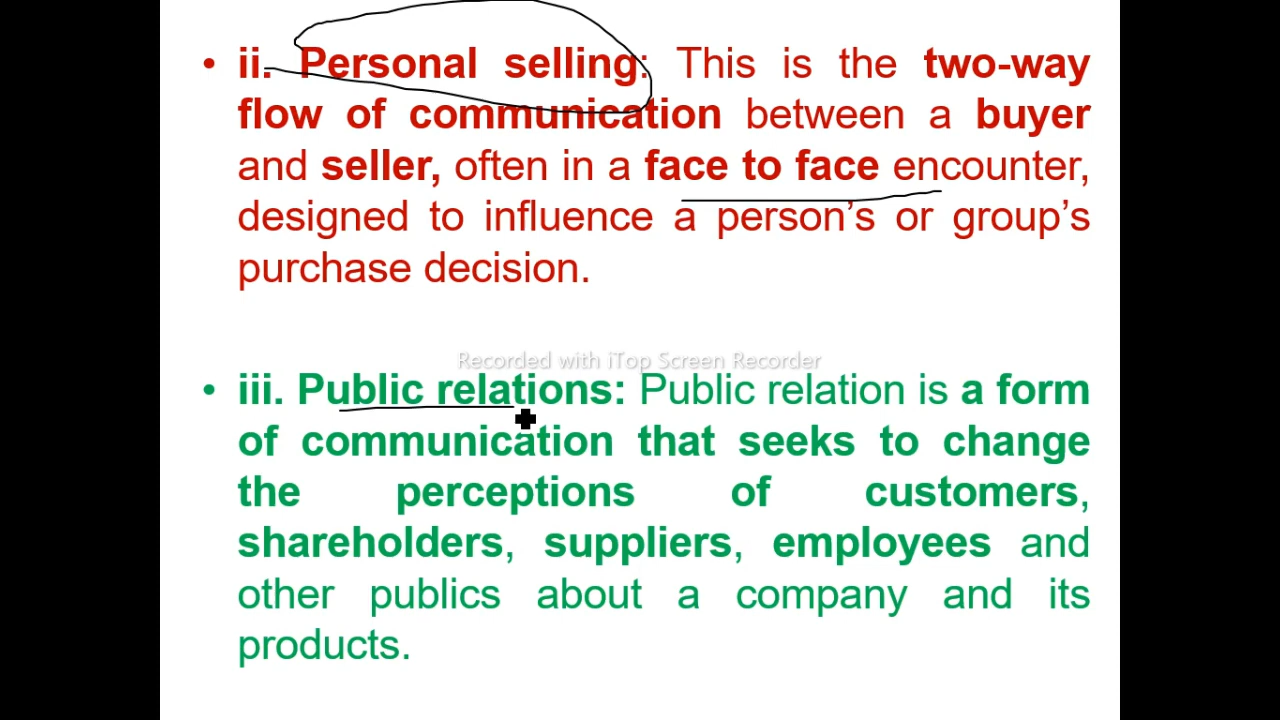 • ii. Personal selling: This is the two-way
flow of communication between a buyer
and seller, often in a face to face encounter,
designed to influence a person’s or group’s
purchase decision.
Recorded with iTop Screen Recorder
• iii. Public relations: Public relation is a form
of communication that seeks to change
the perceptions of customers,
shareholders, suppliers, employees and
other publics about a company and its
products.